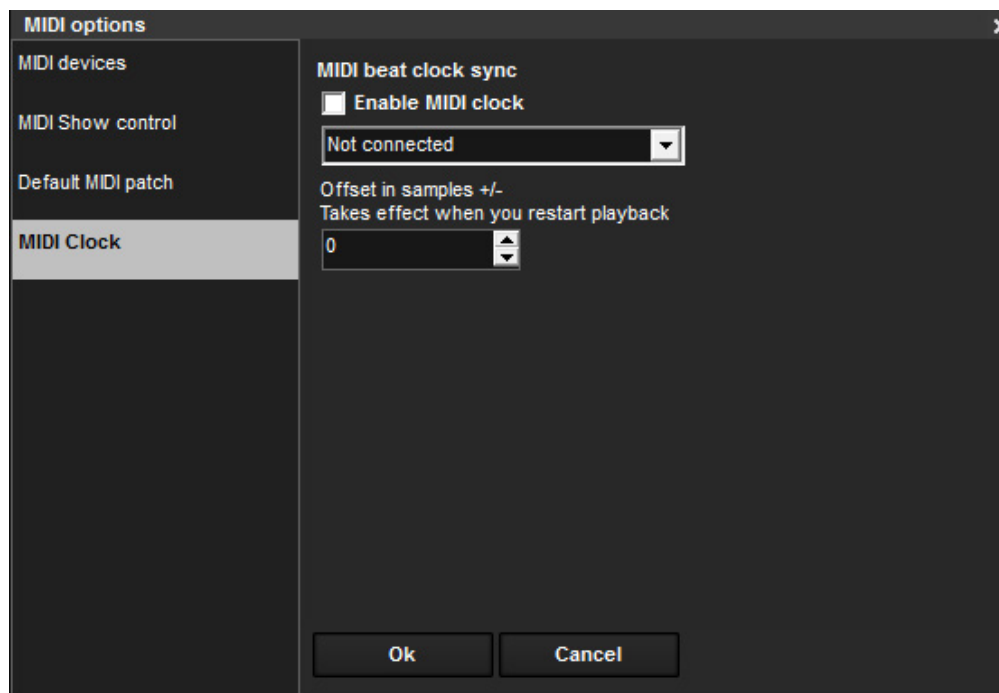 MIDI options
MIDI devices
MIDI Show control
Default MIDI patch
MIDI Clock
MIDI beat clock sync
Enable MIDI clock
Not connected
Offset in samples +/-
Takes effect when you restart playback
0
Ok
Cancel